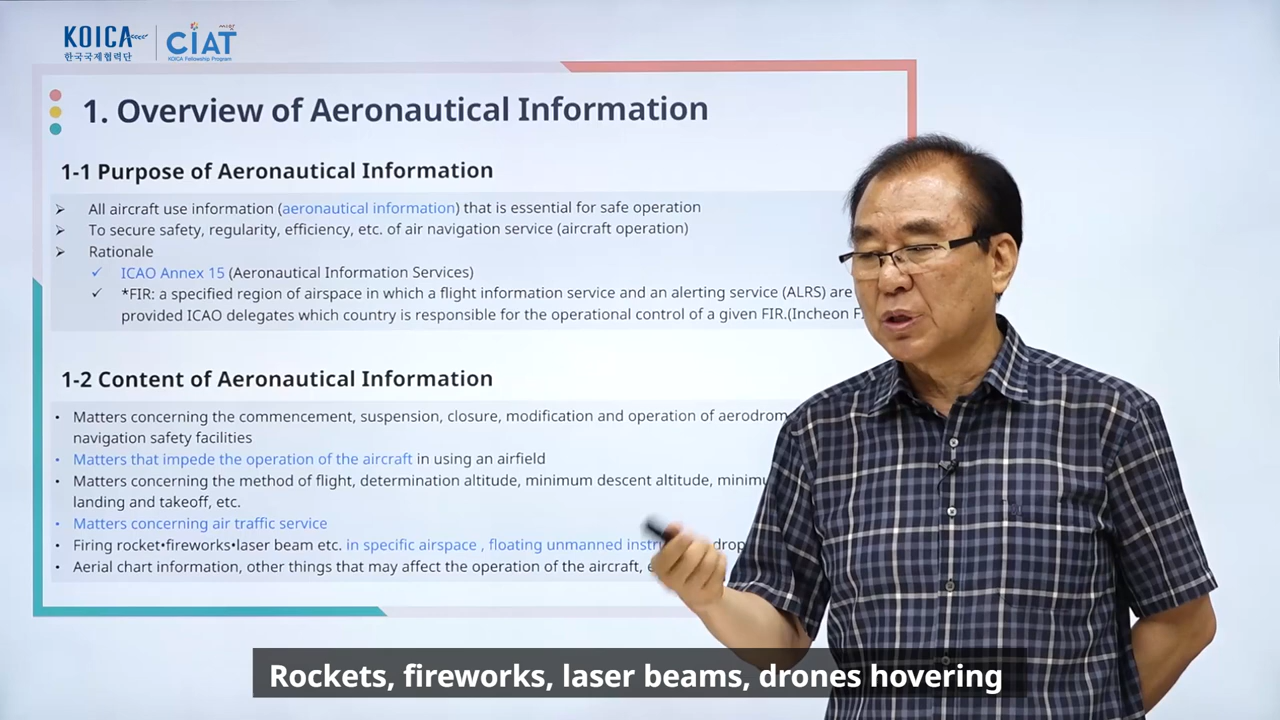 KOICA
한국국제협력단
CIAT
KOICA Fellowship Program
1. Overview of Aeronautical Information
1-1 Purpose of Aeronautical Information
➢ All aircraft use information (aeronautical information) that is essential for safe operation
➢ To secure safety, regularity, efficiency, etc. of air navigation service (aircraft operation)
➢ Rationale
✓ ICAO Annex 15 (Aeronautical Information Services)
✓ *FIR: a specified region of airspace in which a flight information service and an alerting service (ALRS) are
provided ICAO delegates which country is responsible for the operational control of a given FIR.(Incheon
1-2 Content of Aeronautical Information
• Matters concerning the commencement, suspension, closure, modification and operation of
navigation safety facilities
• Matters that impede the operation of the aircraft in using an airfield
• Matters concerning the method of flight, determination altitude, minimum descent altitude,
landing and takeoff, etc.
• Matters concerning air traffic service
• Firing rocket•fireworks•laser beam etc. in specific airspace , floating unmanned
• Aerial chart information, other things that may affect the operation of the aircraft,
Rockets, fireworks, laser beams, drones hovering